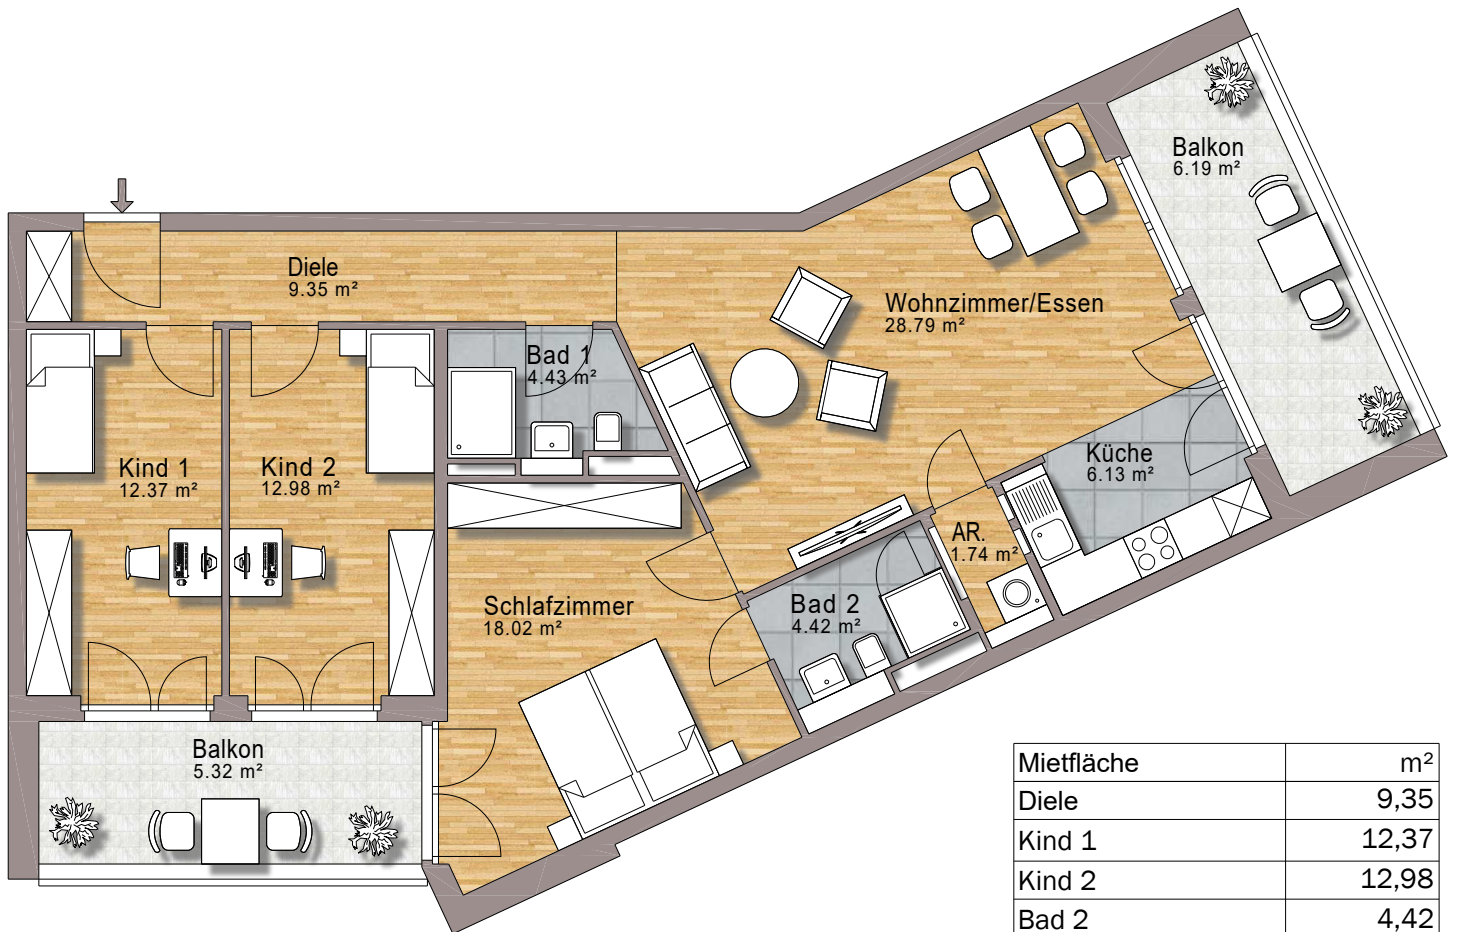 Balkon
6.19 m²
Diele
9.35 m²
Wohnzimmer/Essen
28.79 m²
Bad 1
4.43 m²
Kind 1
12.37 m²
Kind 2
12.98 m²
Küche
6.13 m²
AR.
1.74 m²
Schlafzimmer
18.02 m²
Bad 2
4.42 m²
Balkon
5.32 m²
Mietfläche m²
Diele 9,35
Kind 1 12,37
Kind 2 12,98
Bad 2 4,42